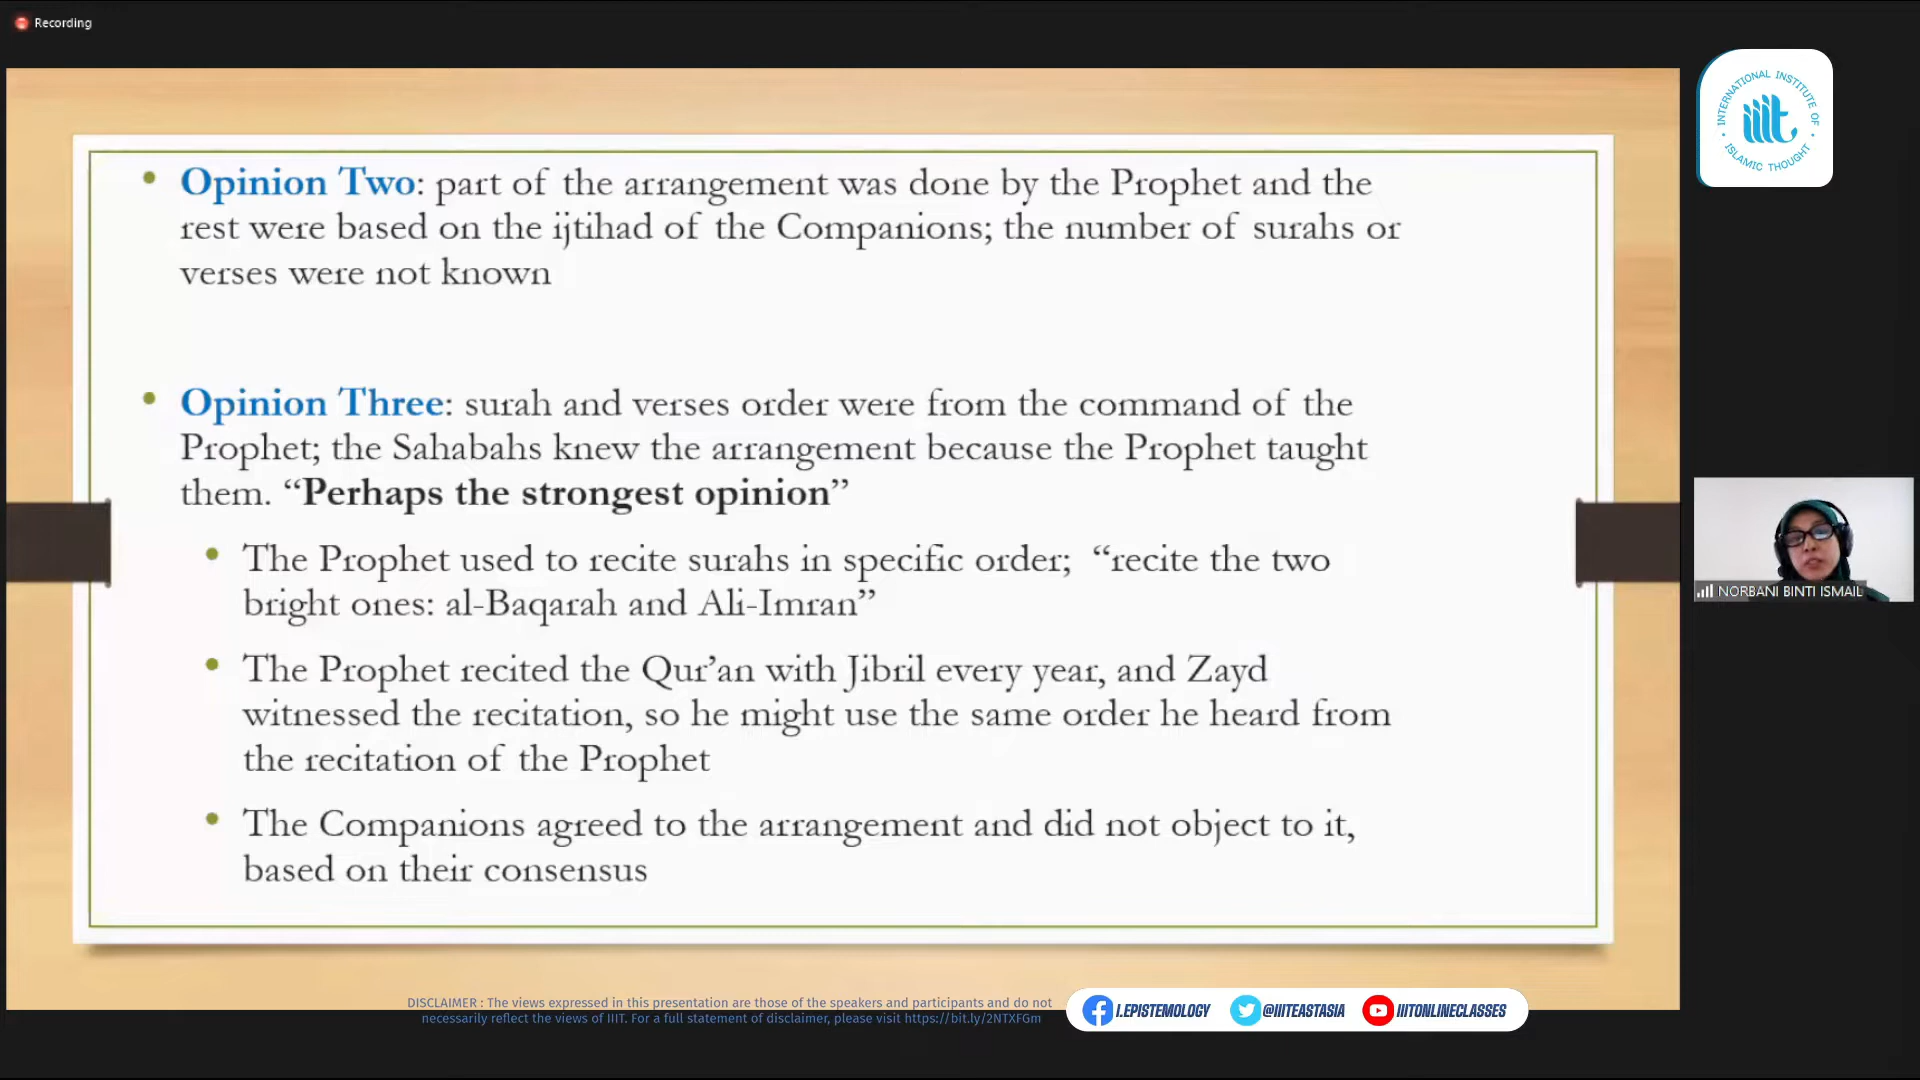 Recording
INTERNATIONAL INSTITUTE OF
ISLAMIC THOUGHT
iiit
• Opinion Two: part of the arrangement was done by the Prophet and the
rest were based on the ijtihad of the Companions; the number of surahs or
verses were not known
• Opinion Three: surah and verses order were from the command of the
Prophet; the Sahabahs knew the arrangement because the Prophet taught
them. “Perhaps the strongest opinion”
• The Prophet used to recite surahs in specific order; “recite the two
bright ones: al-Baqarah and Ali-Imran”
• The Prophet recited the Qur’an with Jibril every year, and Zayd
witnessed the recitation, so he might use the same order he heard from
the recitation of the Prophet
• The Companions agreed to the arrangement and did not object to it,
based on their consensus
NORBANI BINTI ISMAIL
DISCLAIMER : The views expressed in this presentation are those of the speakers and participants and do not
necessarily reflect the views of IIIT. For a full statement of disclaimer, please visit https://bit.ly/2NTXFGm
I.EPISTEMOLOGY @IIITEASTASIA IIITONLINECLASSES